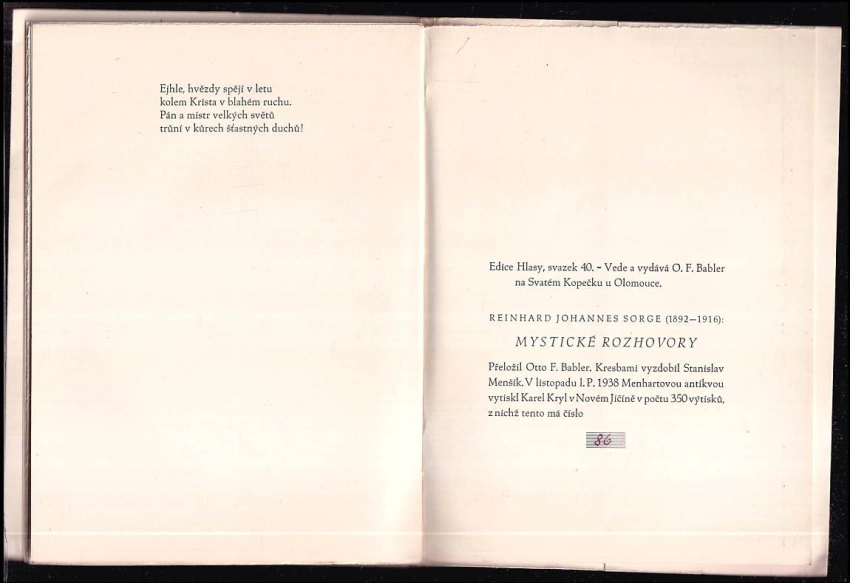 Ejhle, hvězdy spějí v letu
kolem Krista v blahém ruchu.
Pán a mistr velkých světů
trůní v kůrech šťastných duchů!
Edice Hlasy, svazek 40. – Vede a vydává O. F. Babler
na Svatém Kopečku u Olomouce.
REINHARD JOHANNES SORGE (1892—1916):
MYSTICKÉ ROZHOVORY
Přeložil Otto F. Babler. Kresbami vyzdobil Stanislav
Menšík. V listopadu l. P. 1938 Menhartovou antikvou
vytiskl Karel Kryl v Novém Jičíně v počtu 350 výtisků,
z nichž tento má číslo
86